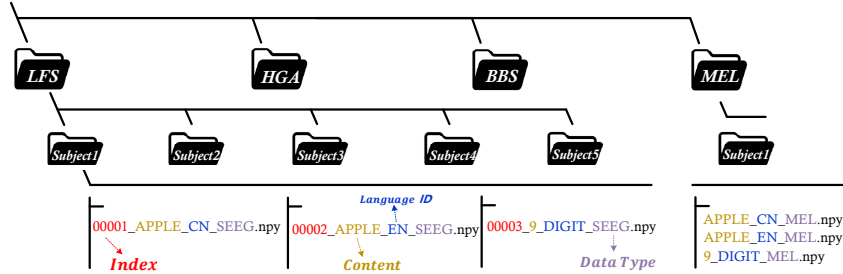 LFS HGA BBS MEL
Subject1 Subject2 Subject3 Subject4 Subject5 Subject1
Language ID
00001_APPLE_CN_SEEG.npy 00002_APPLE_EN_SEEG.npy 00003_9_DIGIT_SEEG.npy
Index Content Data Type
APPLE_CN_MEL.npy
APPLE_EN_MEL.npy
9_DIGIT_MEL.npy